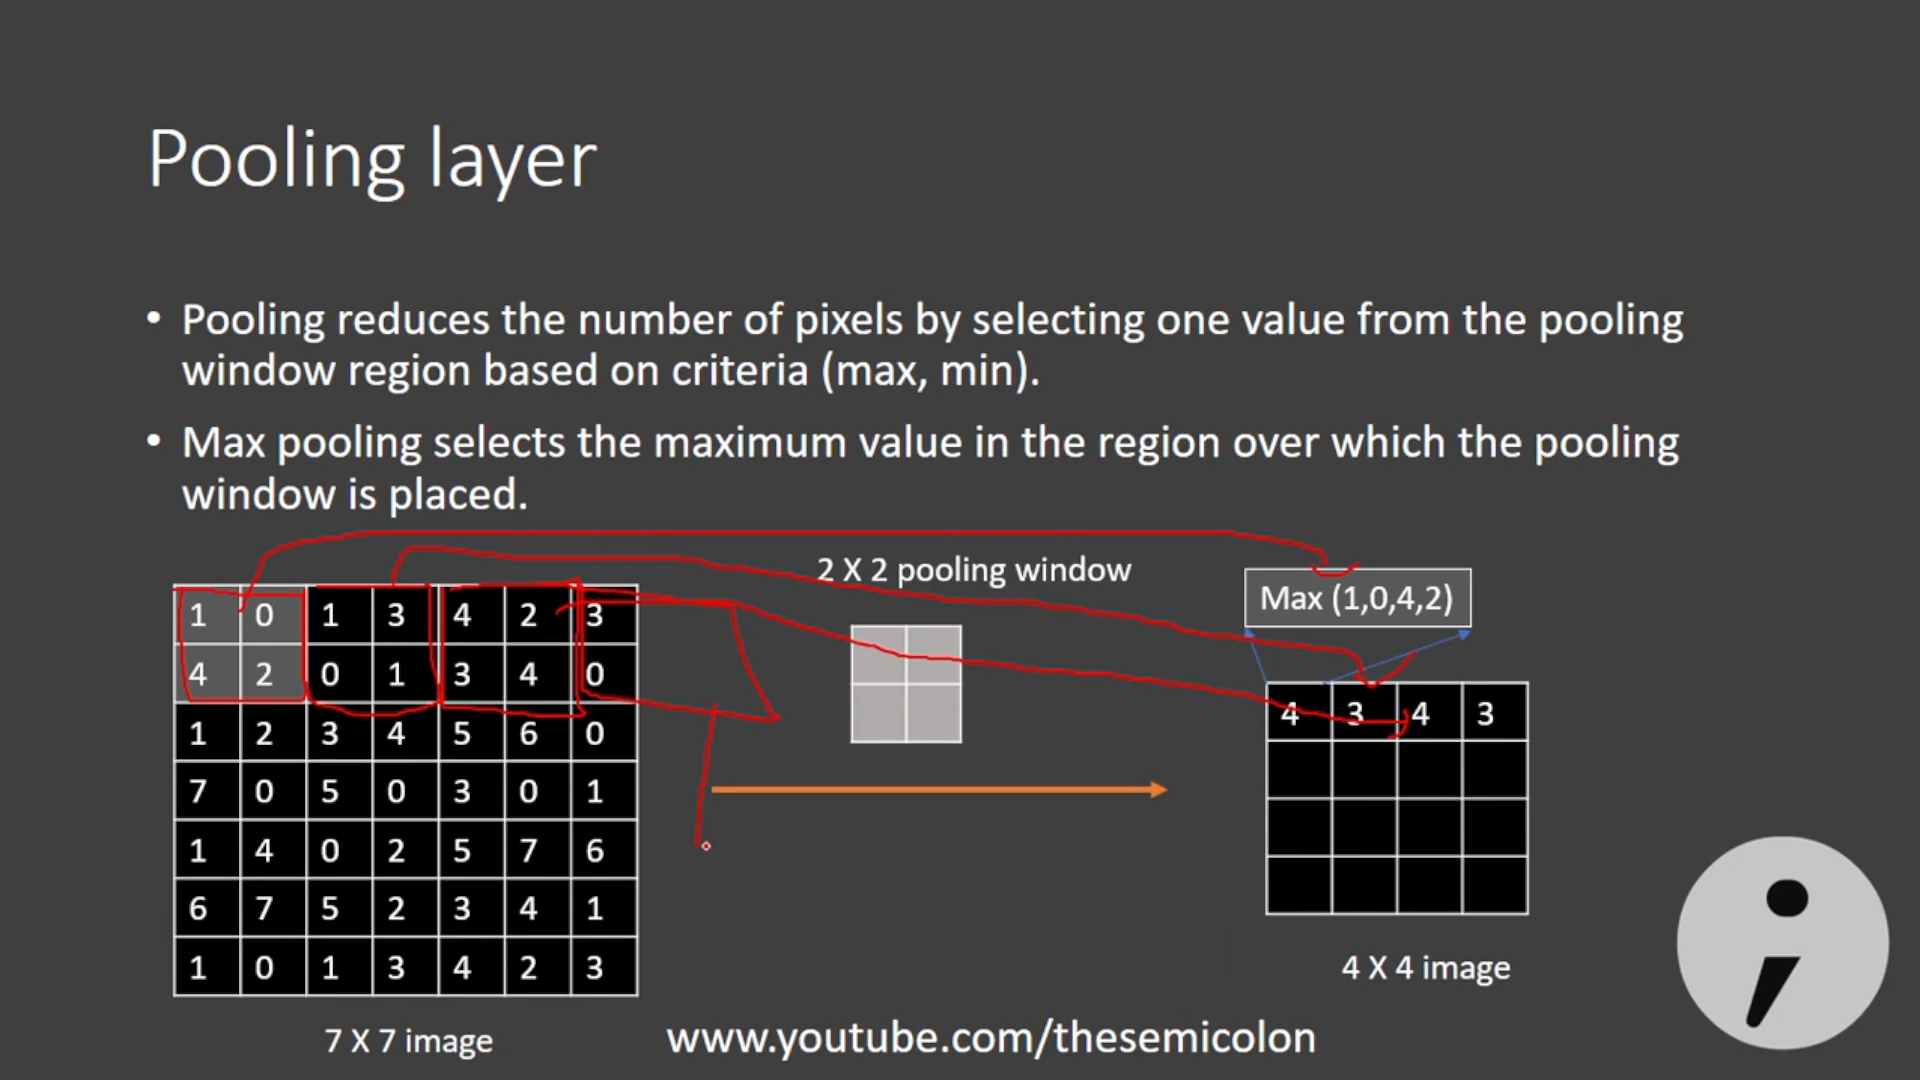 Pooling layer
• Pooling reduces the number of pixels by selecting one value from the pooling
window region based on criteria (max, min).
• Max pooling selects the maximum value in the region over which the pooling
window is placed.
2 X 2 pooling window
Max (1,0,4,2)
1 0 1 3 4 2 3
4 2 0 1 3 4 0
1 2 3 4 5 6 0
7 0 5 0 3 0 1
1 4 0 2 5 7 6
6 7 5 2 3 4 1
1 0 1 3 4 2 3
4 3 4 3
4 X 4 image
7 X 7 image
www.youtube.com/thesemicolon